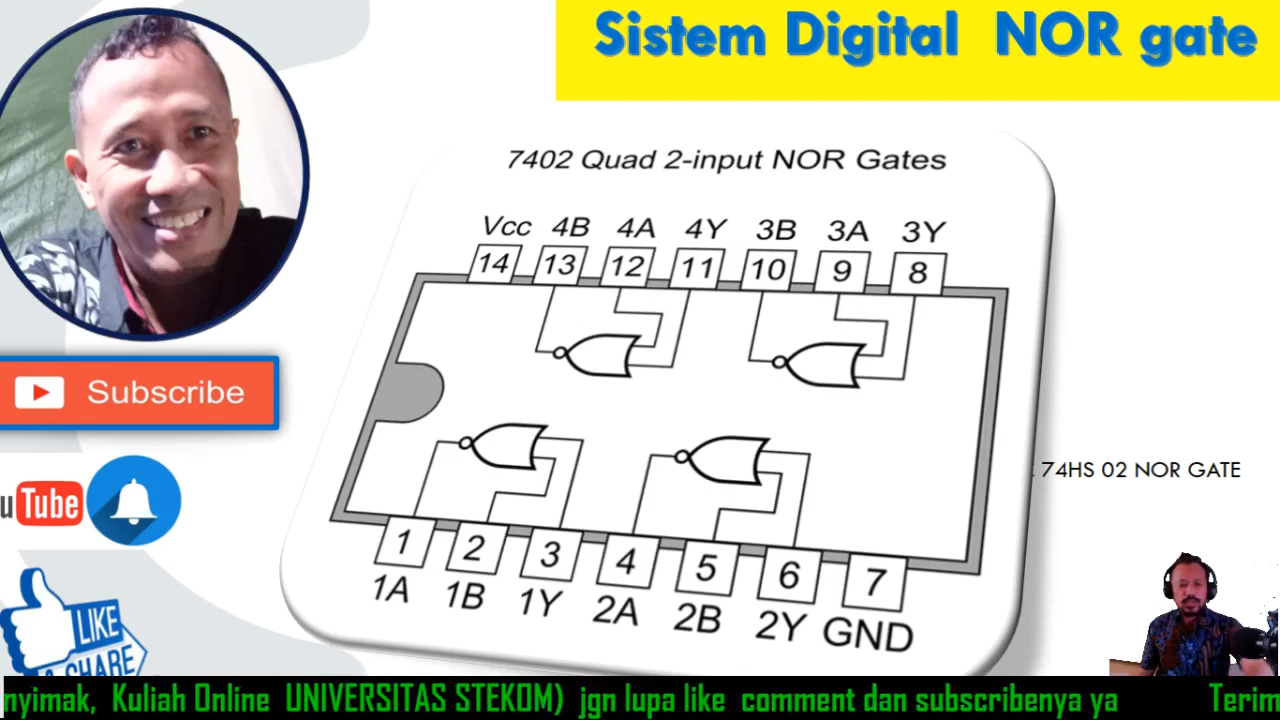 Sistem Digital NOR gate
7402 Quad 2-input NOR Gates
Vcc 4B 4A 4Y 3B 3A 3Y
14 13 12 11 10 9 8
Subscribe
74HS 02 NOR GATE
uTube
1 2 3 4 5 6 7
1A 1B 1Y 2A 2B 2Y GND
LIKE
& SHARE
nyimak, Kuliah Online UNIVERSITAS STEKOM) jgn lupa like comment dan subscribenya ya Terim